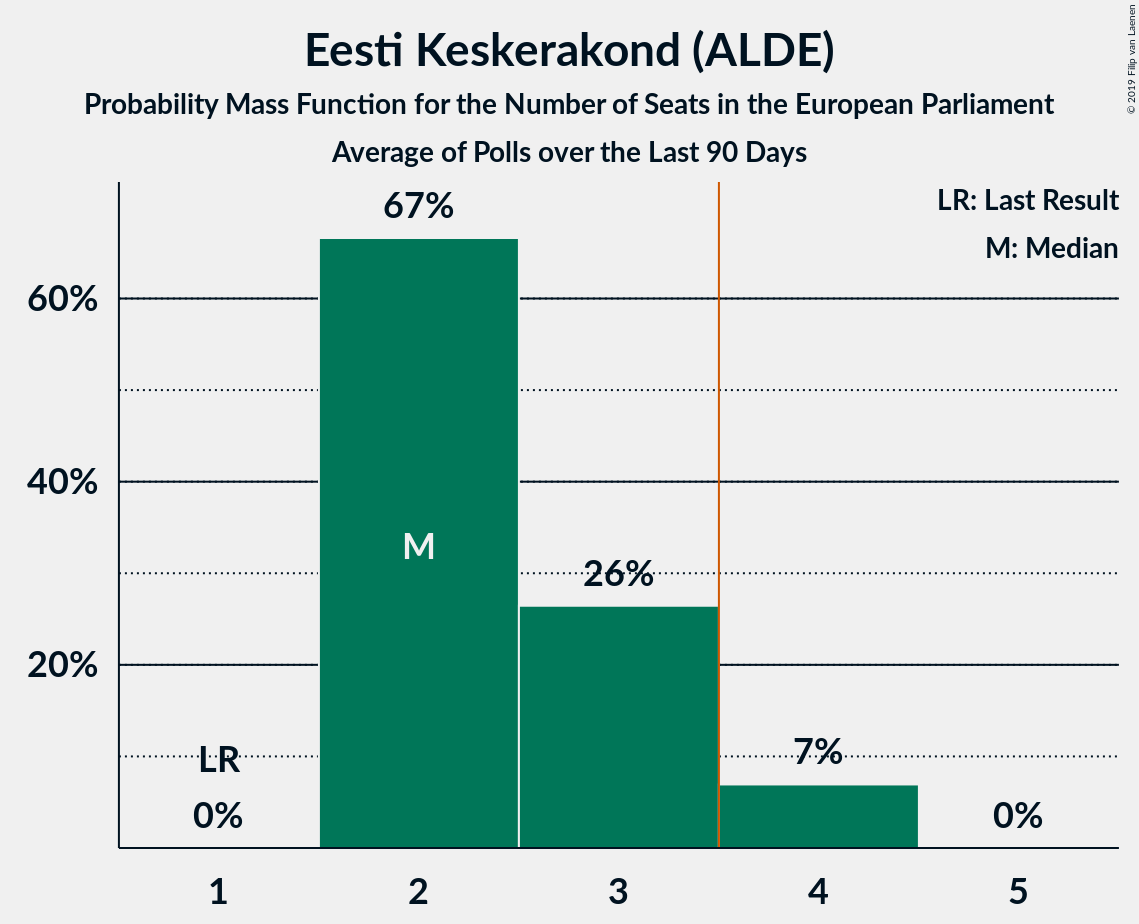 Eesti Keskerakond (ALDE)
Probability Mass Function for the Number of Seats in the European Parliament
Average of Polls over the Last 90 Days
© 2019 Filip van Laenen
LR: Last Result
M: Median
67%
60%
40%
M
26%
20%
LR
7%
0%
0%
1 2 3 4 5